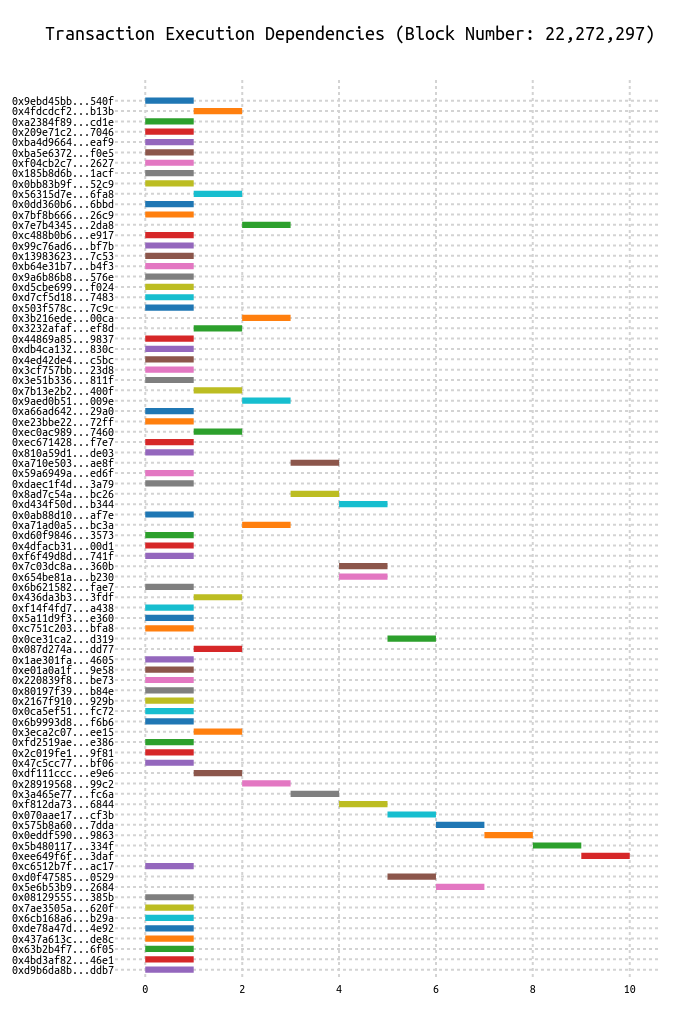 Transaction Execution Dependencies (Block Number: 22,272,297)
0x9ebd45bb...540f
0x4fdcdcf2...b13b
0xa2384f89...cd1e
0x209e71c2...7046
0xba4d9664...eaf9
0xba5e6372...f0e5
0xf04cb2c7...2627
0x185b8d6b...1acf
0x0bb83b9f...52c9
0x56315d7e...6fa8
0x0dd360b6...6bbd
0x7bf8b666...26c9
0x7e7b4345...2da8
0xc488b0b6...e917
0x99c76ad6...bf7b
0x13983623...7c53
0xb64e31b7...b4f3
0x9a6b86b8...576e
0xd5cbe699...f024
0xd7cf5d18...7483
0x503f578c...7c9c
0x3b216ede...00ca
0x3232afaf...ef8d
0x44869a85...9837
0xdb4ca132...830c
0x4ed42de4...c5bc
0x3cf757bb...23d8
0x3e51b336...811f
0x7b13e2b2...400f
0x9aed0b51...009e
0xa66ad642...29a0
0xe23bbe22...72ff
0xec0ac989...7460
0xec671428...f7e7
0x810a59d1...de03
0xa710e503...ae8f
0x59a6949a...ed6f
0xdaec1f4d...3a79
0x8ad7c54a...bc26
0xd434f50d...b344
0x0ab88d10...af7e
0xa71ad0a5...bc3a
0xd60f9846...3573
0x4dfacb31...00d1
0xf6f49d8d...741f
0x7c03dc8a...360b
0x654be81a...b230
0x6b621582...fae7
0x436da3b3...3fdf
0xf14f4fd7...a438
0x5a11d9f3...e360
0xc751c203...bfa8
0x0ce31ca2...d319
0x087d274a...dd77
0x1ae301fa...4605
0xe01a0a1f...9e58
0x220839f8...be73
0x80197f39...b84e
0x2167f910...929b
0x0ca5ef51...fc72
0x6b9993d8...f6b6
0x3eca2c07...ee15
0xfd2519ae...e386
0x2c019fe1...9f81
0x47c5cc77...bf06
0xdf111ccc...e9e6
0x28919568...99c2
0x3a465e77...fc6a
0xf812da73...6844
0x070aae17...cf3b
0x575b8a60...7dda
0x0eddf590...9863
0x5b480117...334f
0xee649f6f...3daf
0xc6512b7f...ac17
0xd0f47585...0529
0x5e6b53b9...2684
0x08129555...385b
0x7ae3505a...620f
0x6cb168a6...b29a
0xde78a47d...4e92
0x437a613c...de8c
0x63b2b4f7...6f05
0x4bd3af82...46e1
0xd9b6da8b...ddb7
0 2 4 6 8 10